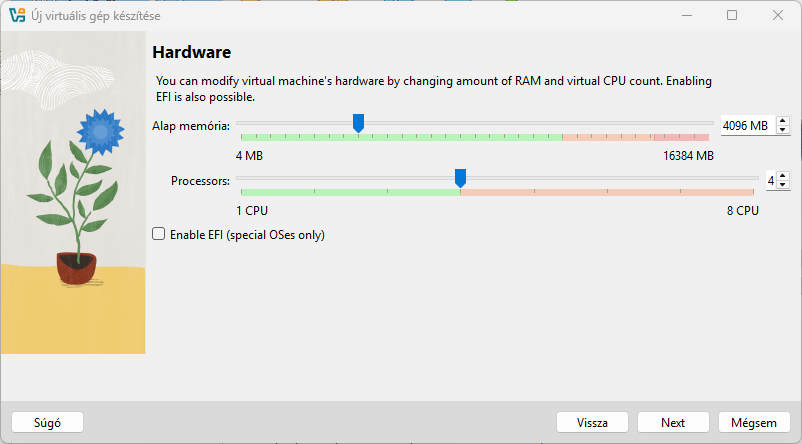 Új virtuális gép készítése
Hardware
You can modify virtual machine's hardware by changing amount of RAM and virtual CPU count. Enabling
EFI is also possible.
Alap memória:
4096 MB
4 MB
16384 MB
Processors:
4
1 CPU
8 CPU
Enable EFI (special OSes only)
Súgó
Vissza
Next
Mégsem